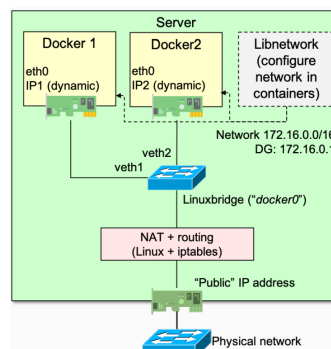 Server
Docker 1
eth0
IP1 (dynamic)
Docker2
eth0
IP2 (dynamic)
Libnetwork
(configure
network in
containers)
Network 172.16.0.0/16
DG: 172.16.0.1
veth2
veth1
Linuxbridge (“docker0”)
NAT + routing
(Linux + iptables)
“Public” IP address
Physical network